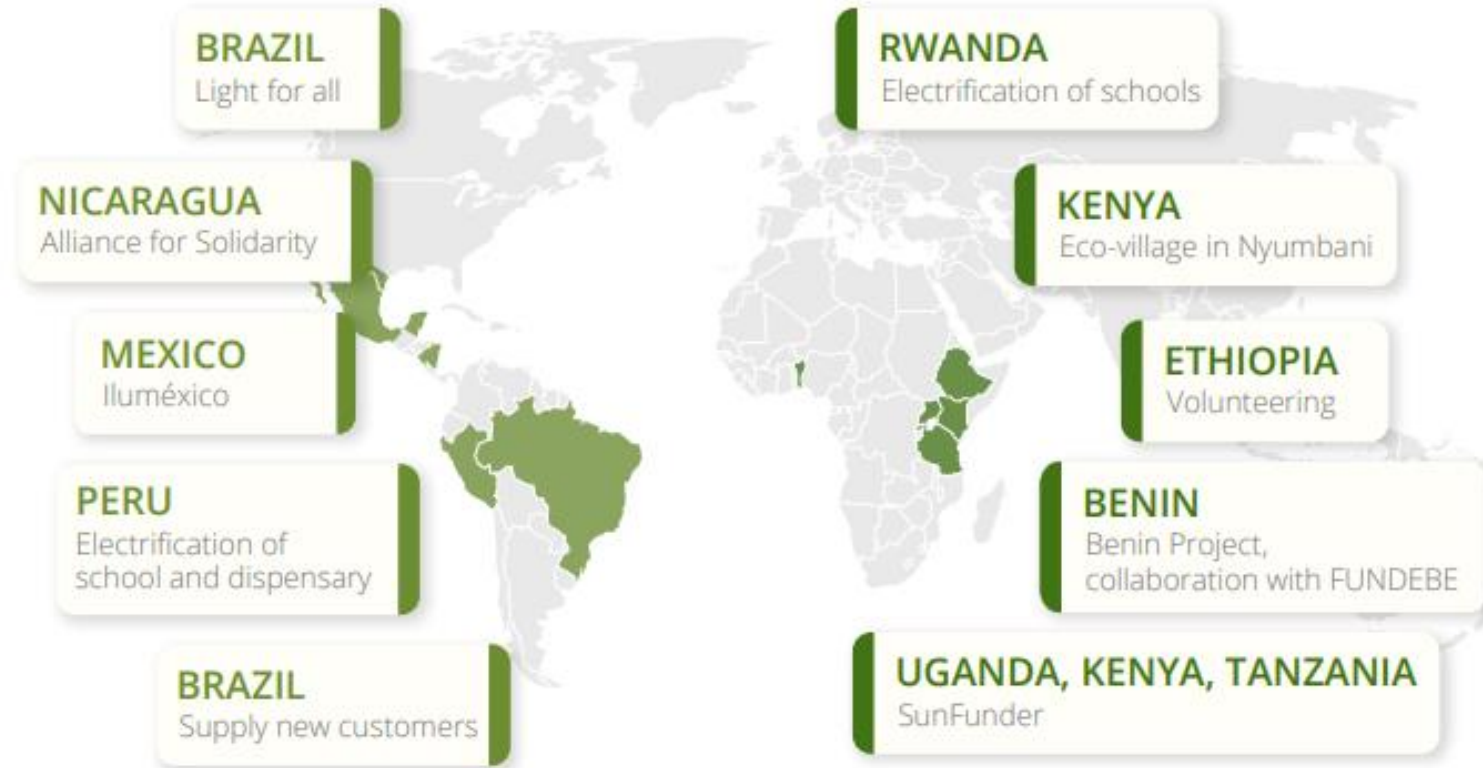 BRAZIL
Light for all
NICARAGUA
Alliance for Solidarity
MEXICO
Iluméxico
PERU
Electrification of
school and dispensary
BRAZIL
Supply new customers
RWANDA
Electrification of schools
KENYA
Eco-village in Nyumbani
ETHIOPIA
Volunteering
BENIN
Benin Project,
collaboration with FUNDEBE
UGANDA, KENYA, TANZANIA
SunFunder